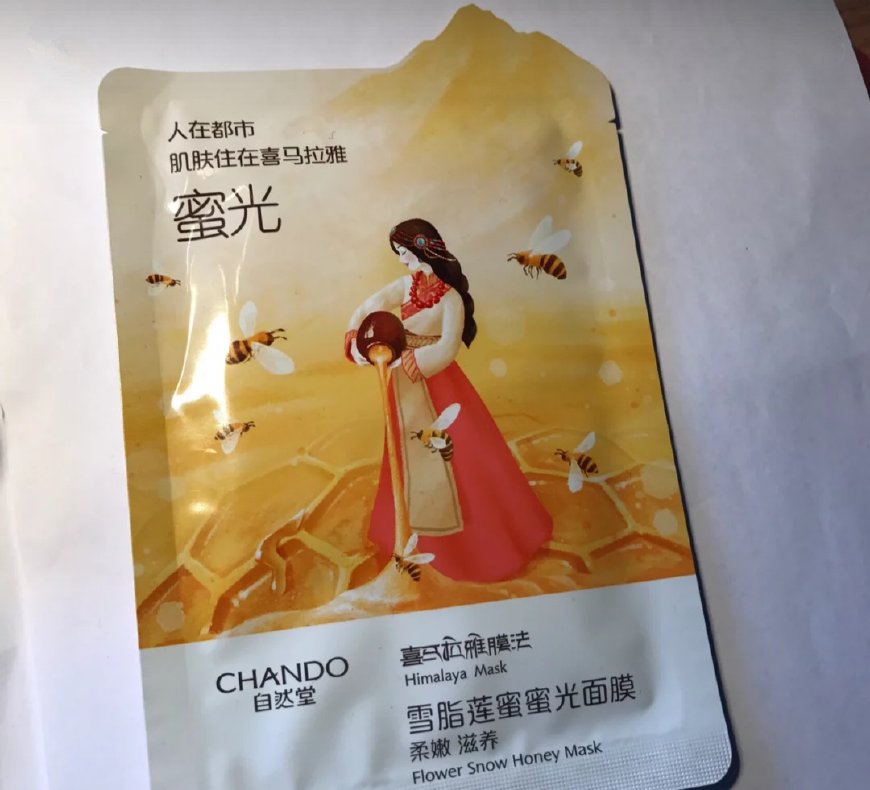 人在都市
肌肤住在喜马拉雅
蜜光
CHANDO
自然堂
喜马拉雅膜法
Himalaya Mask
雪脂莲蜜蜜光面膜
柔嫩 滋养
Flower Snow Honey Mask